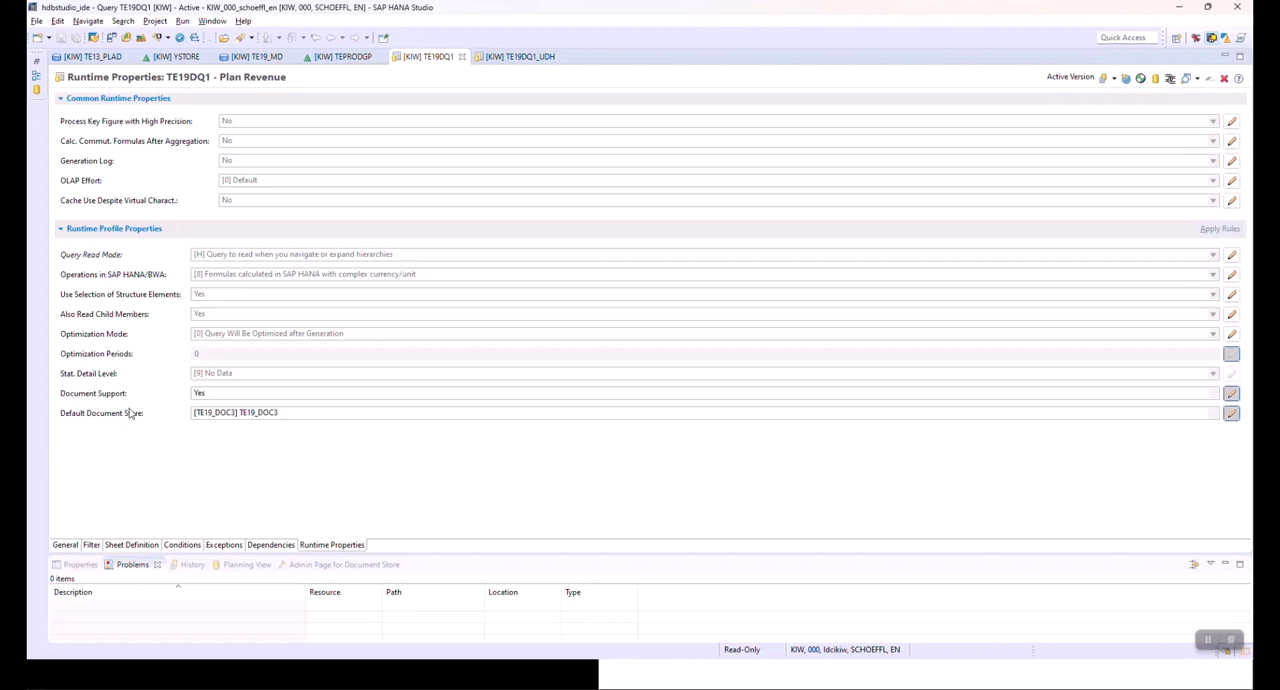 hdbstudio_ide - Query TE19DQ1 [KIW] - Active - KIW_000_schoeffl_en [KIW, 000, SCHOEFFL, EN] - SAP HANA Studio
File Edit Navigate Search Project Run Window Help
Quick Access
[KIW] TE13_PLAD [KIW] YSTORE [KIW] TE19_MD [KIW] TEPRODGP [KIW] TE19DQ1 [KIW] TE19DQ1_UDH
Runtime Properties: TE19DQ1 - Plan Revenue
Active Version
Common Runtime Properties
Process Key Figure with High Precision: No
Calc. Commut. Formulas After Aggregation: No
Generation Log: No
OLAP Effort: [0] Default
Cache Use Despite Virtual Charact.: No
Runtime Profile Properties
Apply Rules
Query Read Mode: [H] Query to read when you navigate or expand hierarchies
Operations in SAP HANA/BWA: [8] Formulas calculated in SAP HANA with complex currency/unit
Use Selection of Structure Elements: Yes
Also Read Child Members: Yes
Optimization Mode: [0] Query Will Be Optimized after Generation
Optimization Periods: 0
Stat. Detail Level: [9] No Data
Document Support: Yes
Default Document Store: [TE19_DOC3] TE19_DOC3
General Filter Sheet Definition Conditions Exceptions Dependencies Runtime Properties
Properties Problems History Planning View Admin Page for Document Store
0 items
Description Resource Path Location Type
Read-Only KIW, 000, ldcikiw, SCHOEFFL, EN